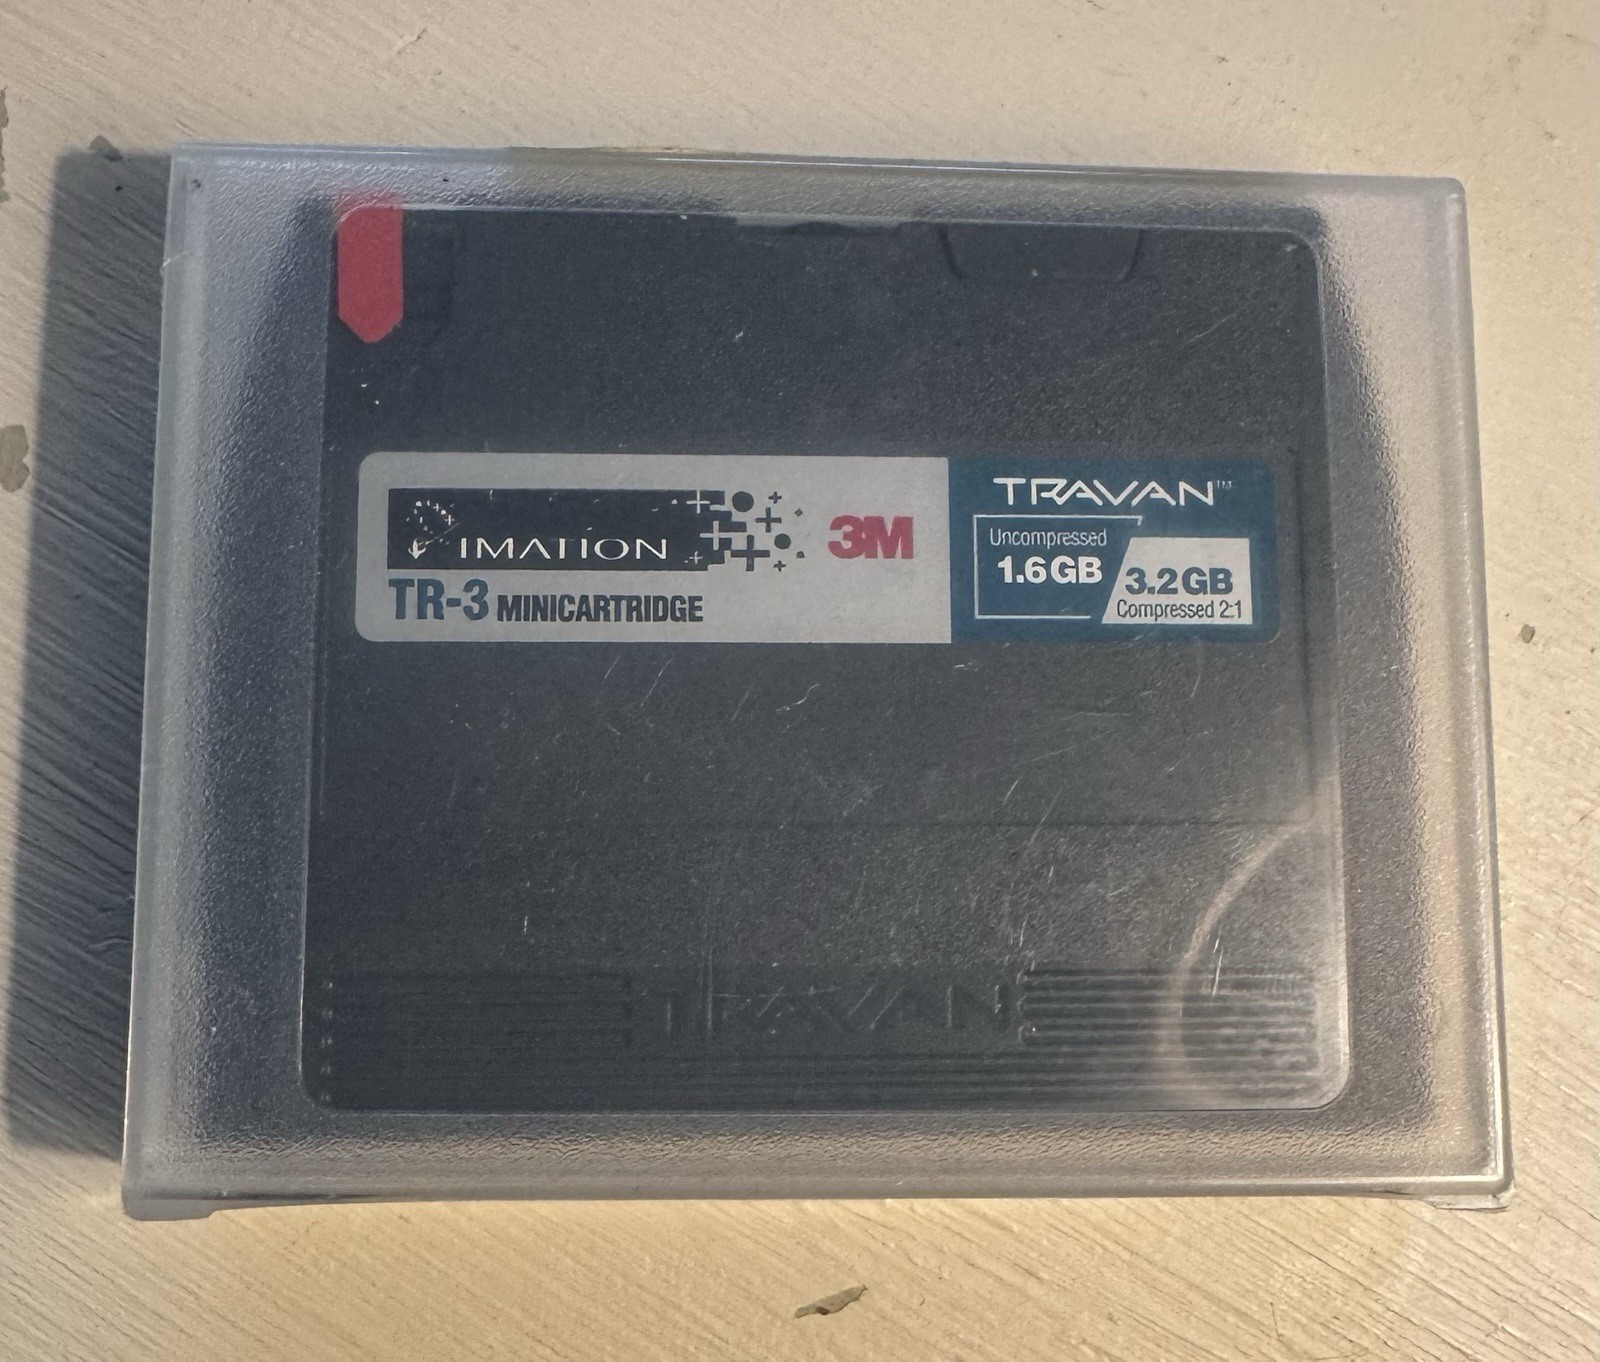 IMATION
3M
TR-3 MINICARTRIDGE
TRAVAN™
Uncompressed
1.6GB
3.2GB
Compressed 2:1
TRAVAN